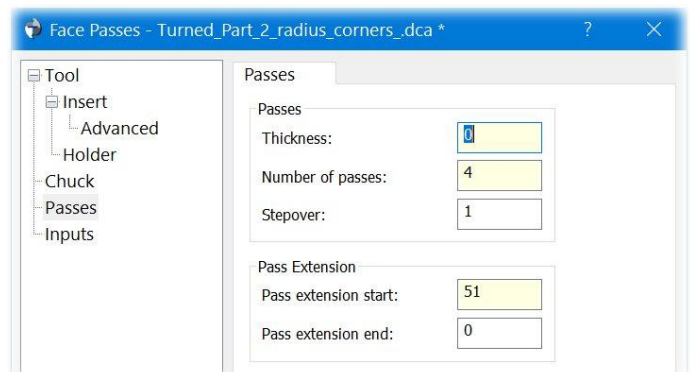 Face Passes - Turned_Part_2_radius_corners_.dca * ?
Tool
Insert
Advanced
Holder
Chuck
Passes
Inputs
Passes
Passes
Thickness: 0
Number of passes: 4
Stepover: 1
Pass Extension
Pass extension start: 51
Pass extension end: 0